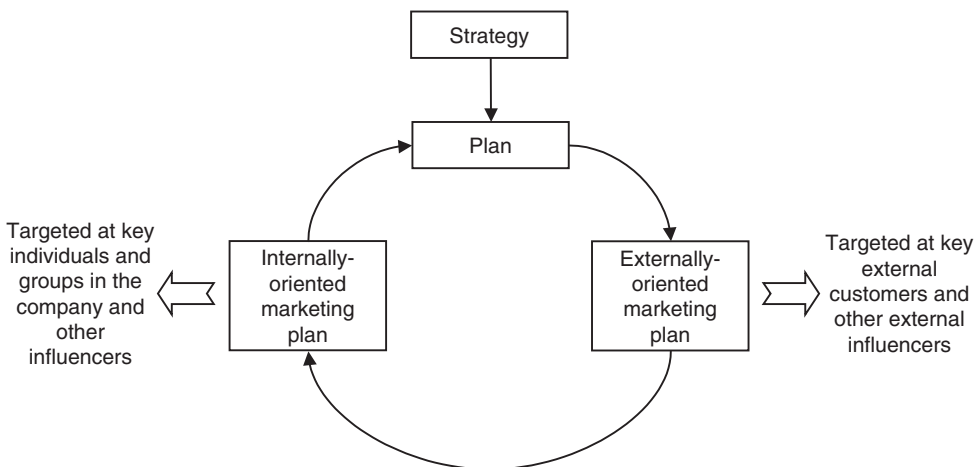 Strategy
Plan
Targeted at key
individuals and
groups in the
company and
other
influencers
Internally-
oriented
marketing
plan
Externally-
oriented
marketing
plan
Targeted at key
external
customers and
other external
influencers